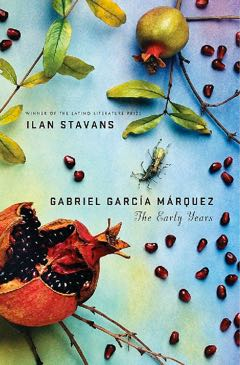 WINNER OF THE LATINO LITERATURE PRIZE
ILAN STAVANS
GABRIEL GARCÍA MÁRQUEZ
The Early Years